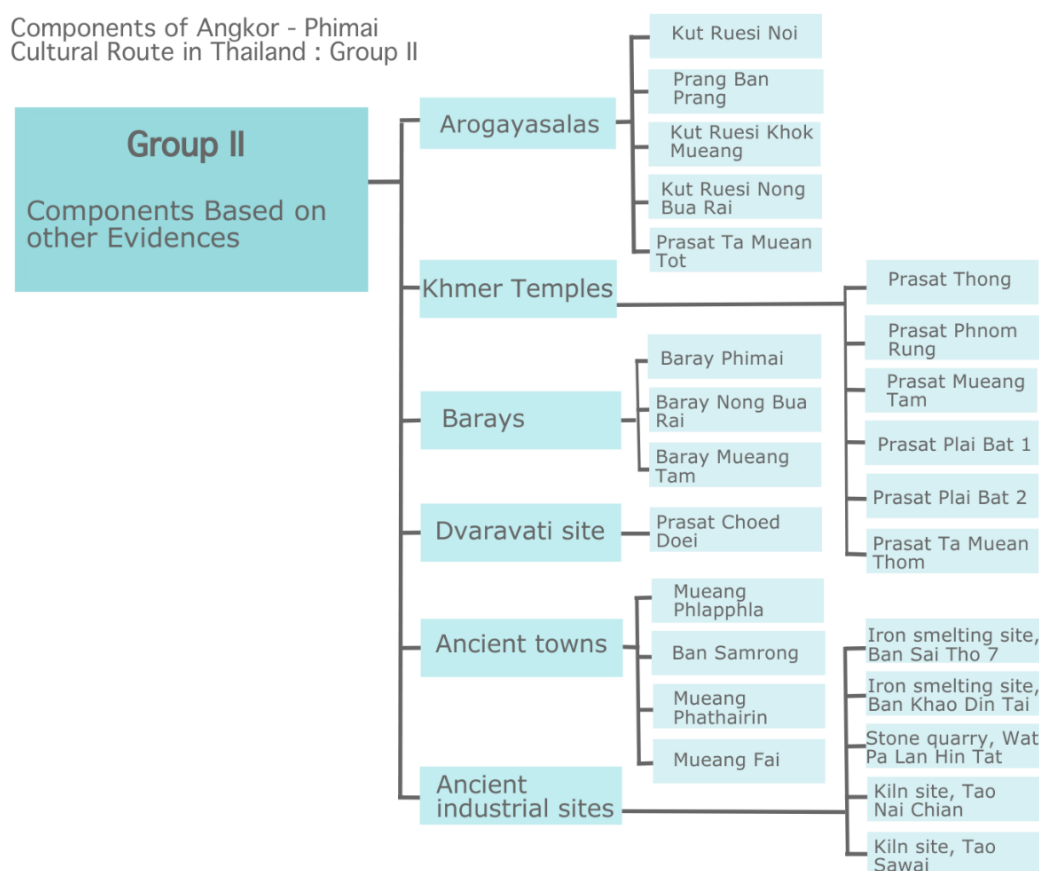 Components of Angkor - Phimai
Cultural Route in Thailand : Group II
Group II
Components Based on
other Evidences
Arogayasalas
Kut Ruesi Noi
Prang Ban
Prang
Kut Ruesi Khok
Mueang
Kut Ruesi Nong
Bua Rai
Prasat Ta Muean
Tot
Khmer Temples
Prasat Thong
Prasat Phnom
Rung
Prasat Mueang
Tam
Prasat Plai Bat 1
Prasat Plai Bat 2
Prasat Ta Muean
Thom
Barays
Baray Phimai
Baray Nong Bua
Rai
Baray Mueang
Tam
Dvaravati site
Prasat Choed
Doei
Ancient towns
Mueang
Phlapphla
Ban Samrong
Mueang
Phathairin
Mueang Fai
Ancient
industrial sites
Iron smelting site,
Ban Sai Tho 7
Iron smelting site,
Ban Khao Din Tai
Stone quarry, Wat
Pa Lan Hin Tat
Kiln site, Tao
Nai Chian
Kiln site, Tao
Sawai